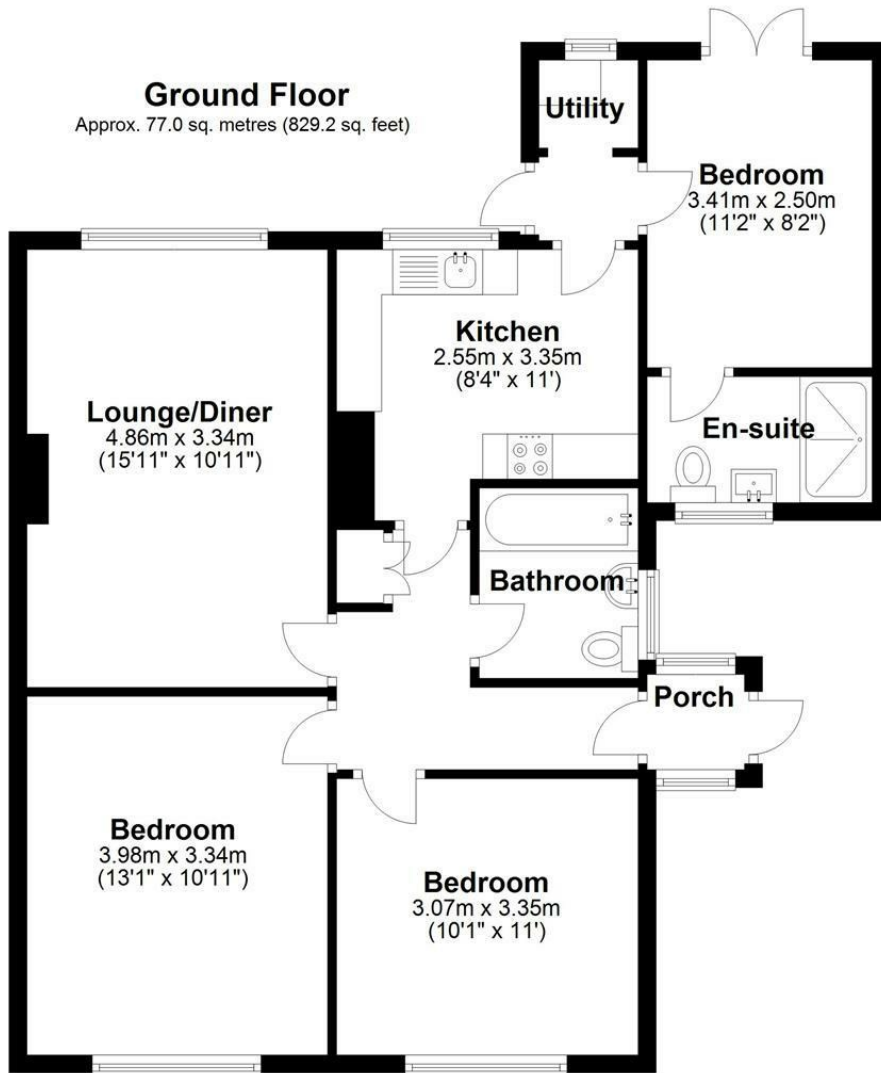 Ground Floor
Approx. 77.0 sq. metres (829.2 sq. feet)
Utility
Bedroom
3.41m x 2.50m
(11'2" x 8'2")
Kitchen
2.55m x 3.35m
(8'4" x 11')
Lounge/Diner
4.86m x 3.34m
(15'11" x 10'11")
En-suite
Bathroom
Porch
Bedroom
3.98m x 3.34m
(13'1" x 10'11")
Bedroom
3.07m x 3.35m
(10'1" x 11')